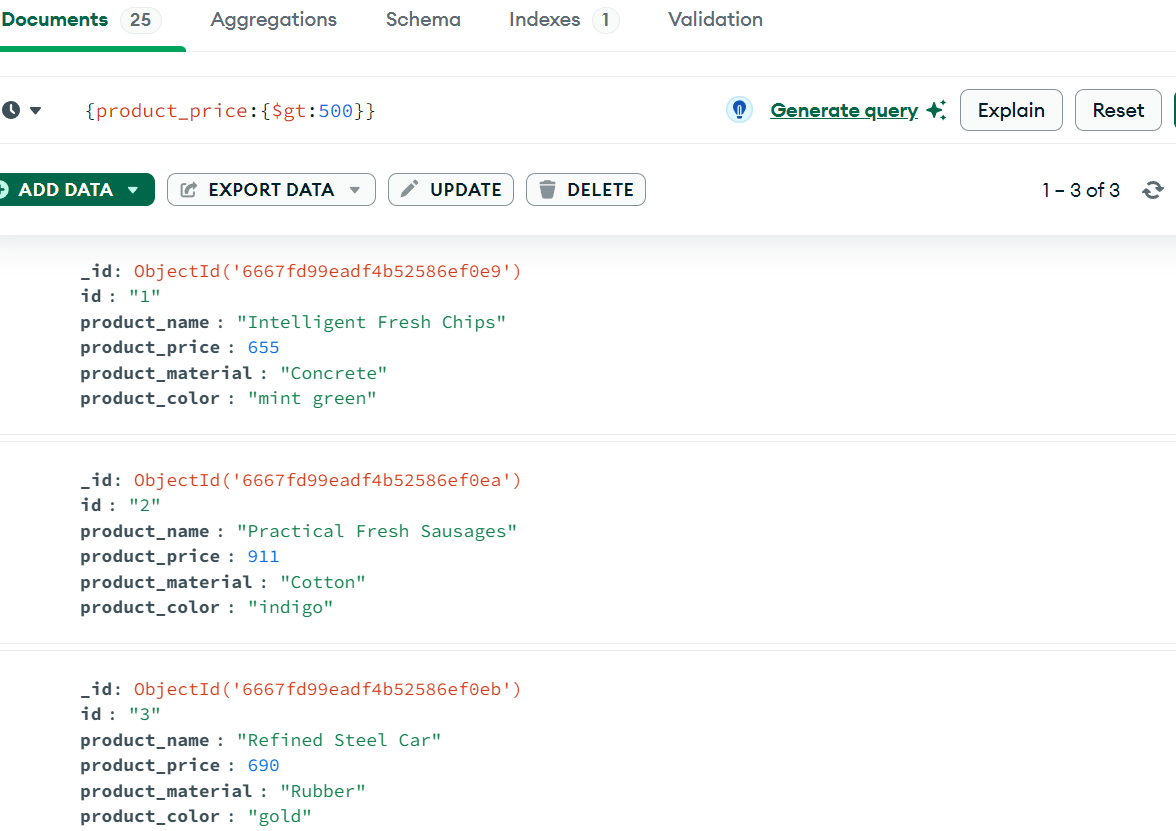 Documents 25 Aggregations Schema Indexes 1 Validation
{product_price:{$gt:500}} Generate query Explain Reset
ADD DATA EXPORT DATA UPDATE DELETE 1 – 3 of 3
_id: ObjectId('6667fd99eadf4b52586ef0e9')
id : "1"
product_name : "Intelligent Fresh Chips"
product_price : 655
product_material : "Concrete"
product_color : "mint green"
_id: ObjectId('6667fd99eadf4b52586ef0ea')
id : "2"
product_name : "Practical Fresh Sausages"
product_price : 911
product_material : "Cotton"
product_color : "indigo"
_id: ObjectId('6667fd99eadf4b52586ef0eb')
id : "3"
product_name : "Refined Steel Car"
product_price : 690
product_material : "Rubber"
product_color : "gold"